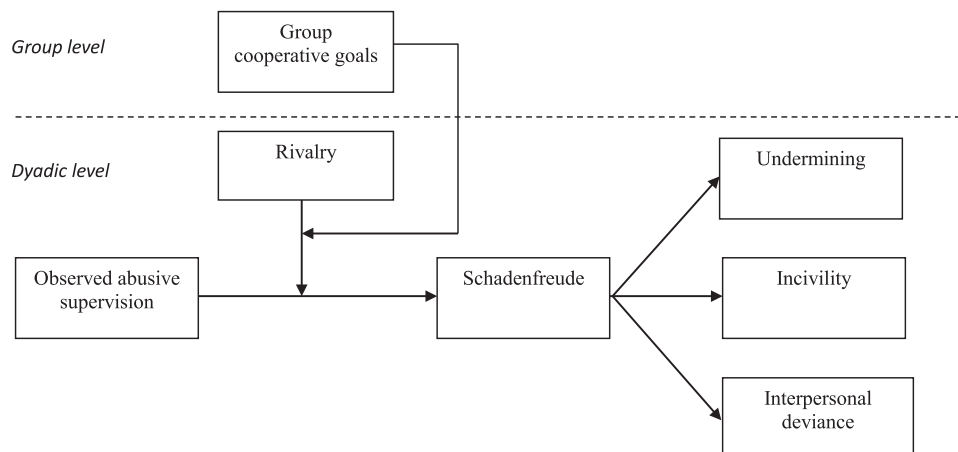 Group level
Group
cooperative goals
Dyadic level
Rivalry
Undermining
Observed abusive
supervision
Schadenfreude
Incivility
Interpersonal
deviance